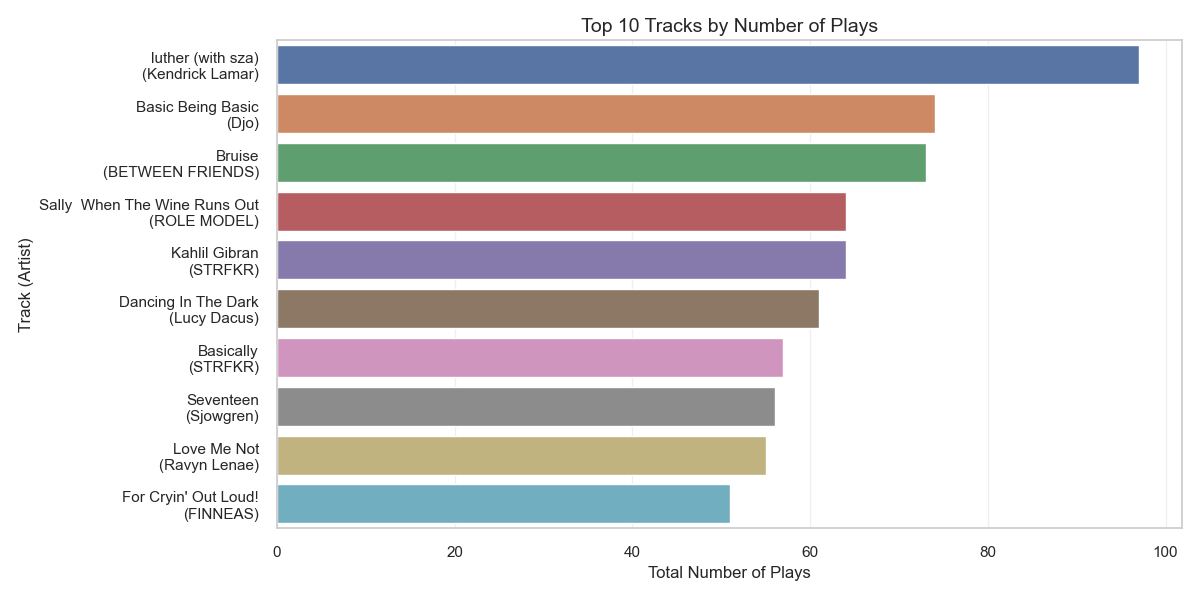 Top 10 Tracks by Number of Plays
luther (with sza)
(Kendrick Lamar)
Basic Being Basic
(Djo)
Bruise
(BETWEEN FRIENDS)
Sally  When The Wine Runs Out
(ROLE MODEL)
Kahlil Gibran
(STRFKR)
Dancing In The Dark
(Lucy Dacus)
Basically
(STRFKR)
Seventeen
(Sjowgren)
Love Me Not
(Ravyn Lenae)
For Cryin' Out Loud!
(FINNEAS)
Track (Artist)
0 20 40 60 80 100
Total Number of Plays